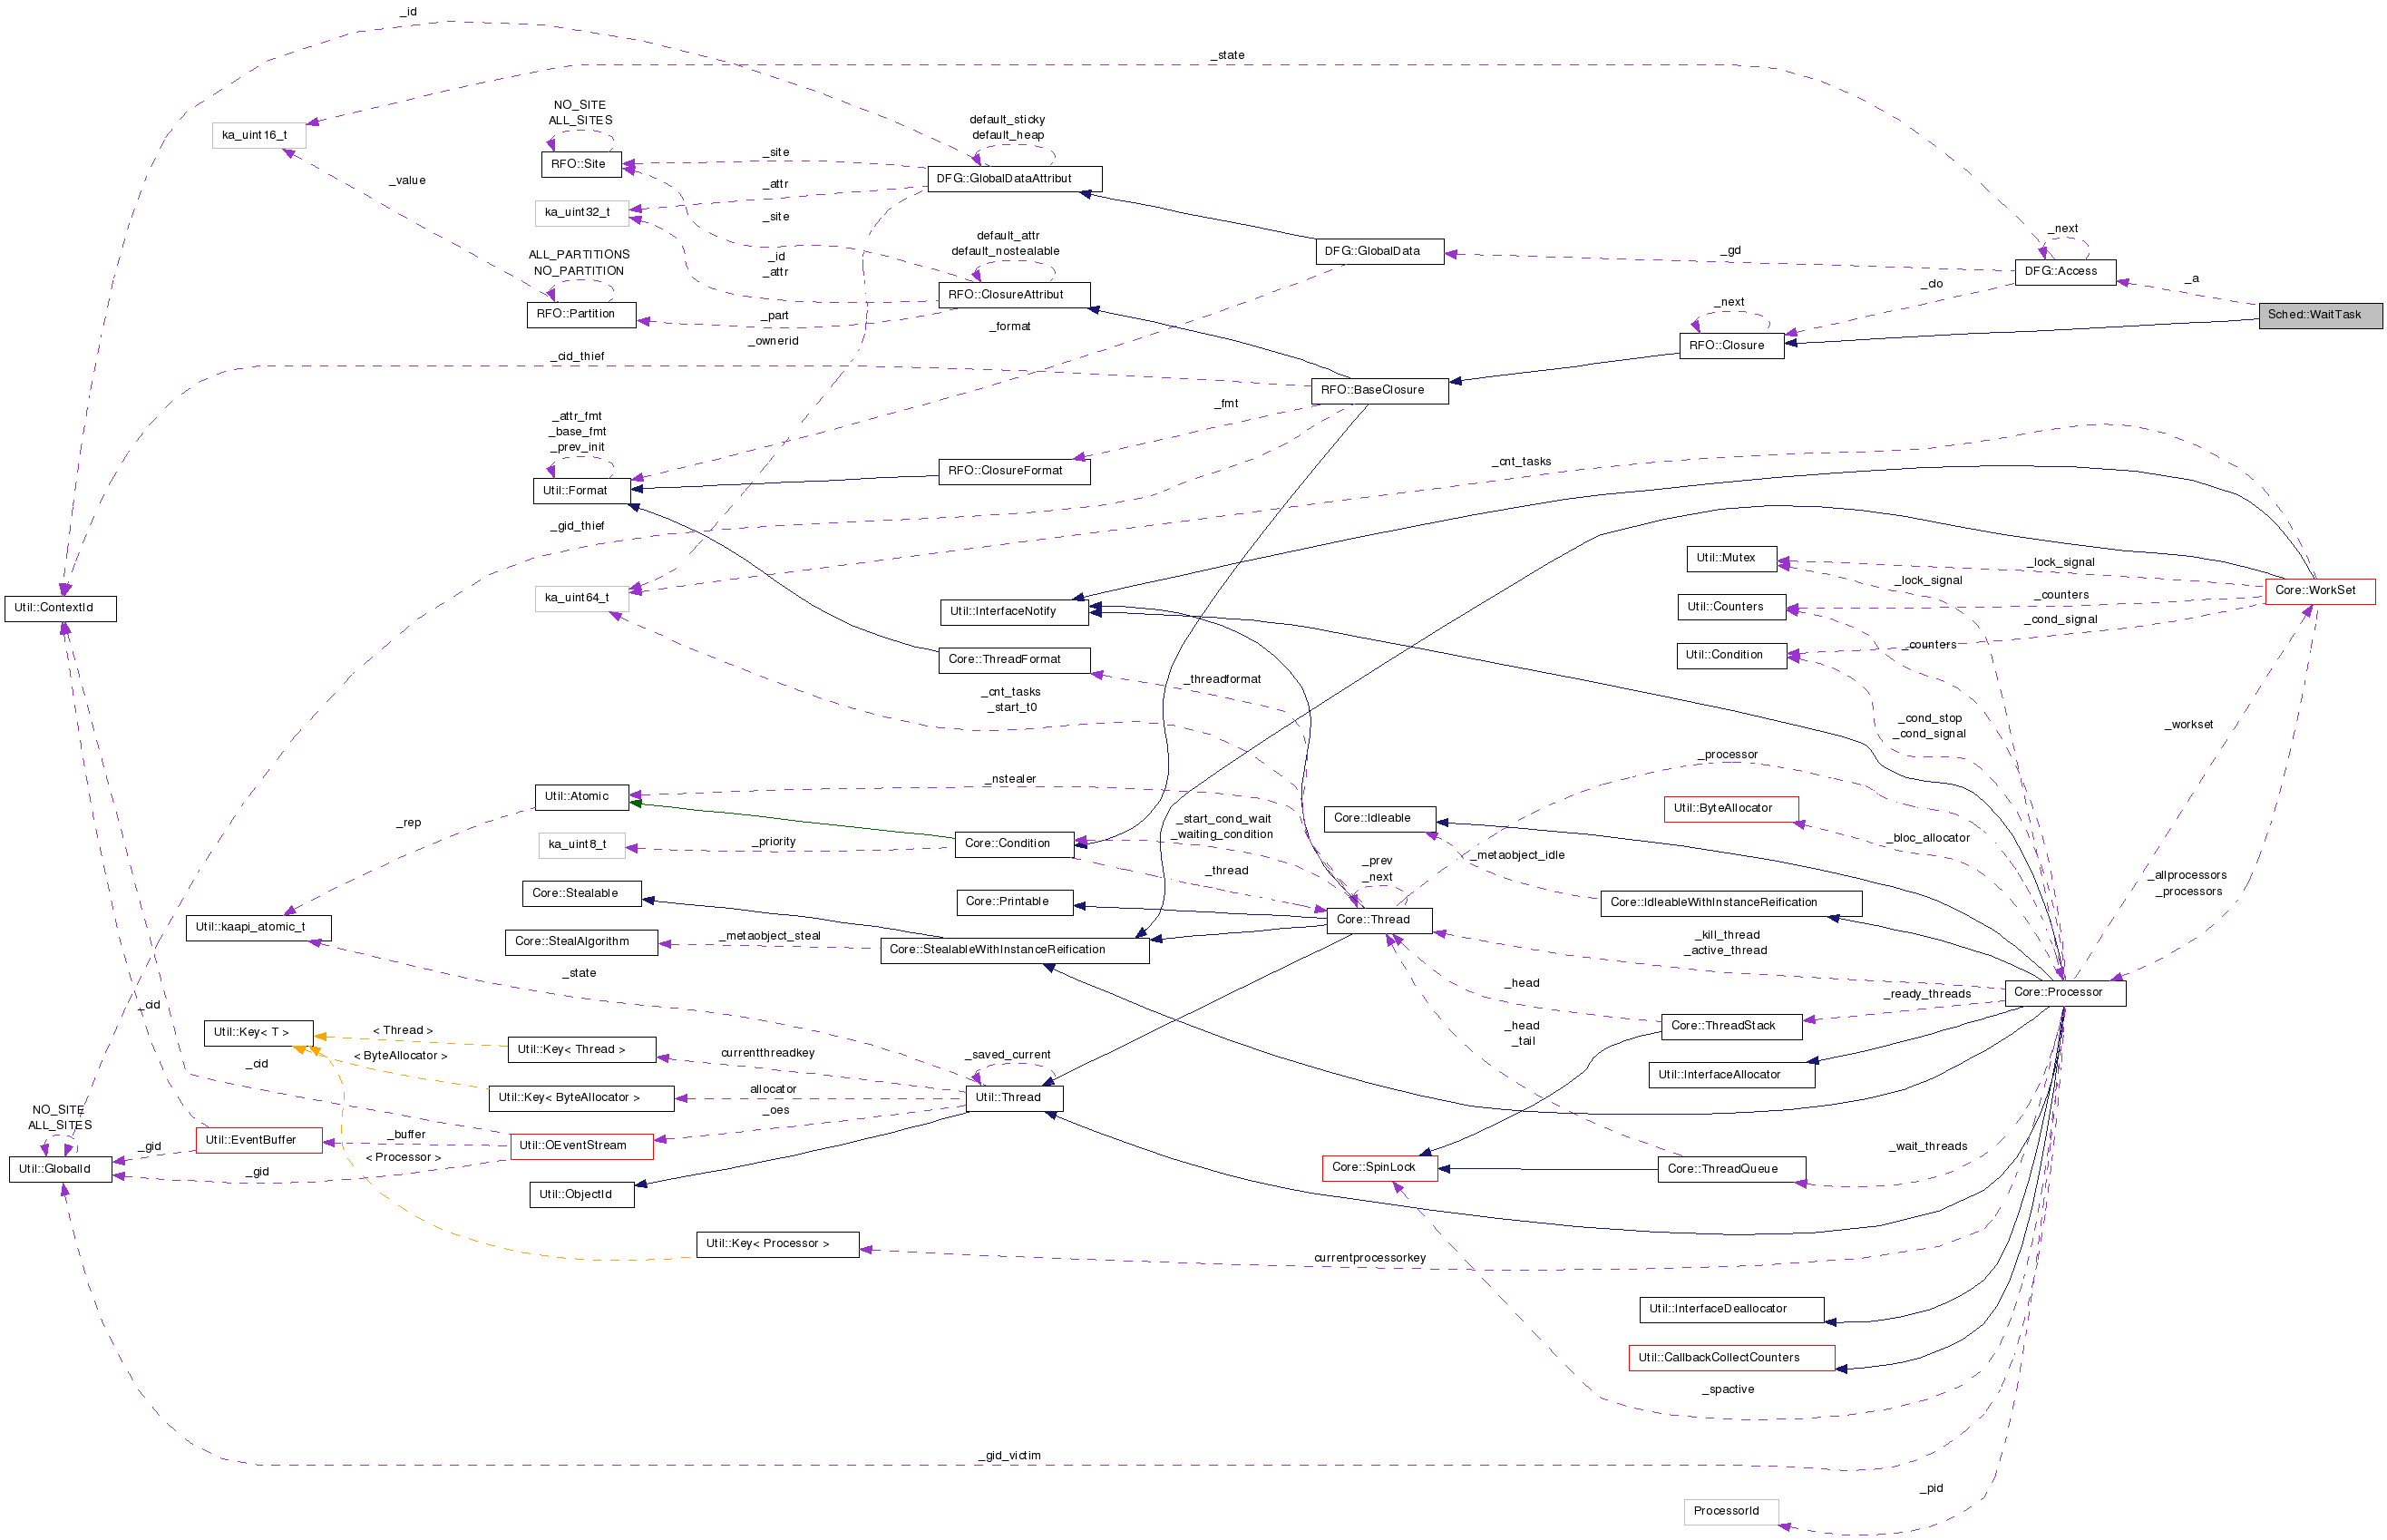 _id
_state
NO_SITE
ALL_SITES
default_sticky
default_heap
ka_uint16_t
_site
RFO::Site
_value
_attr
DFG::GlobalDataAttribut
ka_uint32_t
_site
_next
default_attr
default_nostealable
DFG::GlobalData
_gd
ALL_PARTITIONS
NO_PARTITION
_id
_attr
DFG::Access
_clo
_a
RFO::ClosureAttribut
RFO::Partition
_part
_format
_next
Sched::WaitTask
_ownerid
RFO::Closure
_cid_thief
RFO::BaseClosure
_fmt
_attr_fmt
_base_fmt
_prev_init
_cnt_tasks
RFO::ClosureFormat
Util::Format
_gid_thief
Util::Mutex
_lock_signal
_lock_signal
Core::WorkSet
ka_uint64_t
Util::ContextId
Util::InterfaceNotify
Util::Counters
_counters
_cond_signal
Util::Condition
_counters
Core::ThreadFormat
_threadformat
_cnt_tasks
_start_t0
_cond_stop
_cond_signal
_workset
_processor
_nstealer
Util::Atomic
_rep
Core::Idleable
Util::ByteAllocator
_start_cond_wait
_waiting_condition
_bloc_allocator
ka_uint8_t
_priority
Core::Condition
_metaobject_idle
_thread
_prev
_next
_allprocessors
_processors
Core::Stealable
Core::Printable
Core::IdleableWithInstanceReification
Util::kaapi_atomic_t
Core::Thread
Core::StealAlgorithm
_metaobject_steal
Core::StealableWithInstanceReification
_kill_thread
_active_thread
_state
_head
_ready_threads
Core::Processor
_cid
Util::Key< T >
< Thread >
Util::Key< Thread >
currentthreadkey
_saved_current
_head
_tail
Core::ThreadStack
< ByteAllocator >
_cid
Util::Key< ByteAllocator >
allocator
Util::Thread
Util::InterfaceAllocator
_oes
NO_SITE
ALL_SITES
Util::EventBuffer
_buffer
Util::OEventStream
_gid
< Processor >
_gid
Util::GlobalId
Util::ObjectId
Core::SpinLock
Core::ThreadQueue
_wait_threads
Util::Key< Processor >
currentprocessorkey
Util::InterfaceDeallocator
Util::CallbackCollectCounters
_spactive
_gid_victim
_pid
ProcessorId